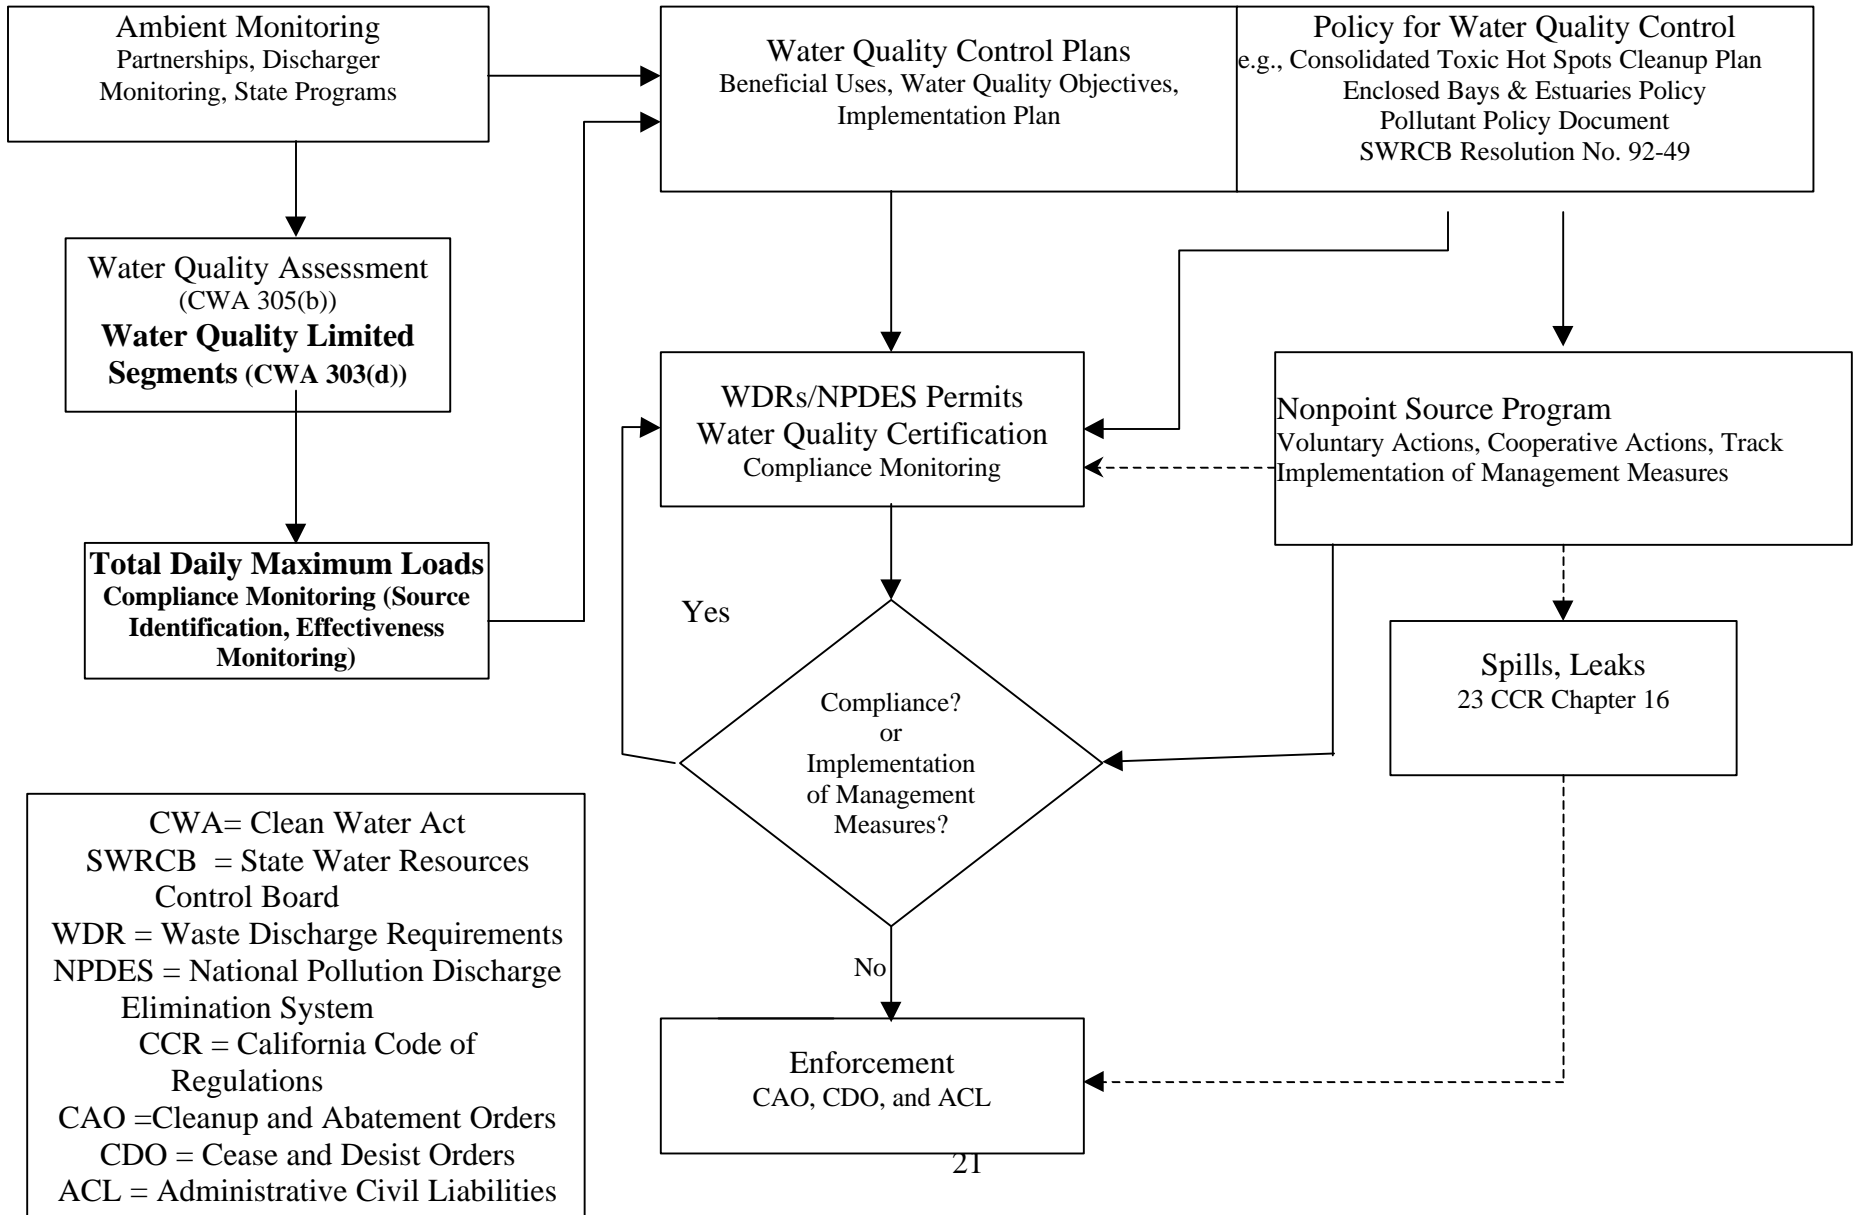 Ambient Monitoring
Partnerships, Discharger
Monitoring, State Programs
Water Quality Control Plans
Beneficial Uses, Water Quality Objectives,
Implementation Plan
Policy for Water Quality Control
e.g., Consolidated Toxic Hot Spots Cleanup Plan
Enclosed Bays & Estuaries Policy
Pollutant Policy Document
SWRCB Resolution No. 92-49
Water Quality Assessment
(CWA 305(b))
Water Quality Limited
Segments (CWA 303(d))
WDRs/NPDES Permits
Water Quality Certification
Compliance Monitoring
Nonpoint Source Program
Voluntary Actions, Cooperative Actions, Track
Implementation of Management Measures
Total Daily Maximum Loads
Compliance Monitoring (Source
Identification, Effectiveness
Monitoring)
Yes
Compliance?
or
Implementation
of Management
Measures?
Spills, Leaks
23 CCR Chapter 16
No
Enforcement
CAO, CDO, and ACL
CWA= Clean Water Act
SWRCB = State Water Resources
Control Board
WDR = Waste Discharge Requirements
NPDES = National Pollution Discharge
Elimination System
CCR = California Code of
Regulations
CAO =Cleanup and Abatement Orders
CDO = Cease and Desist Orders
ACL = Administrative Civil Liabilities
21